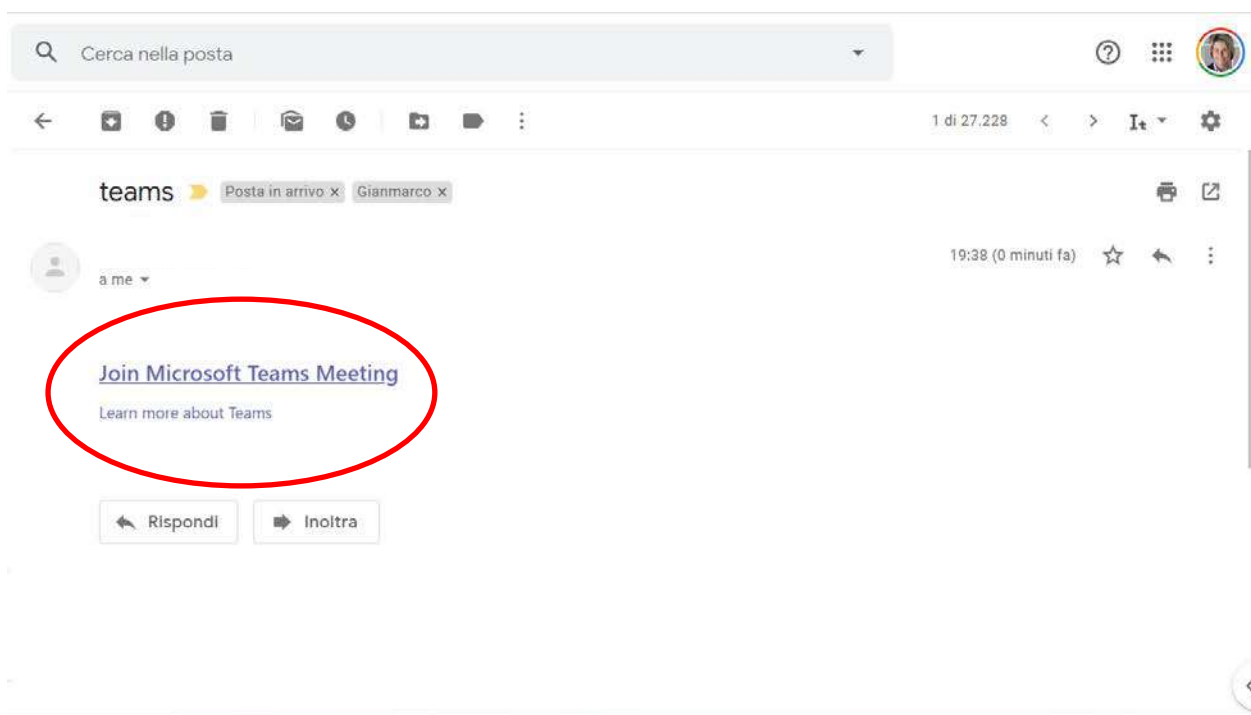 Cerca nella posta
1 di 27.228
teams Posta in arrivo x Gianmarco x
19:38 (0 minuti fa)
a me
Join Microsoft Teams Meeting
Learn more about Teams
Rispondi Inoltra